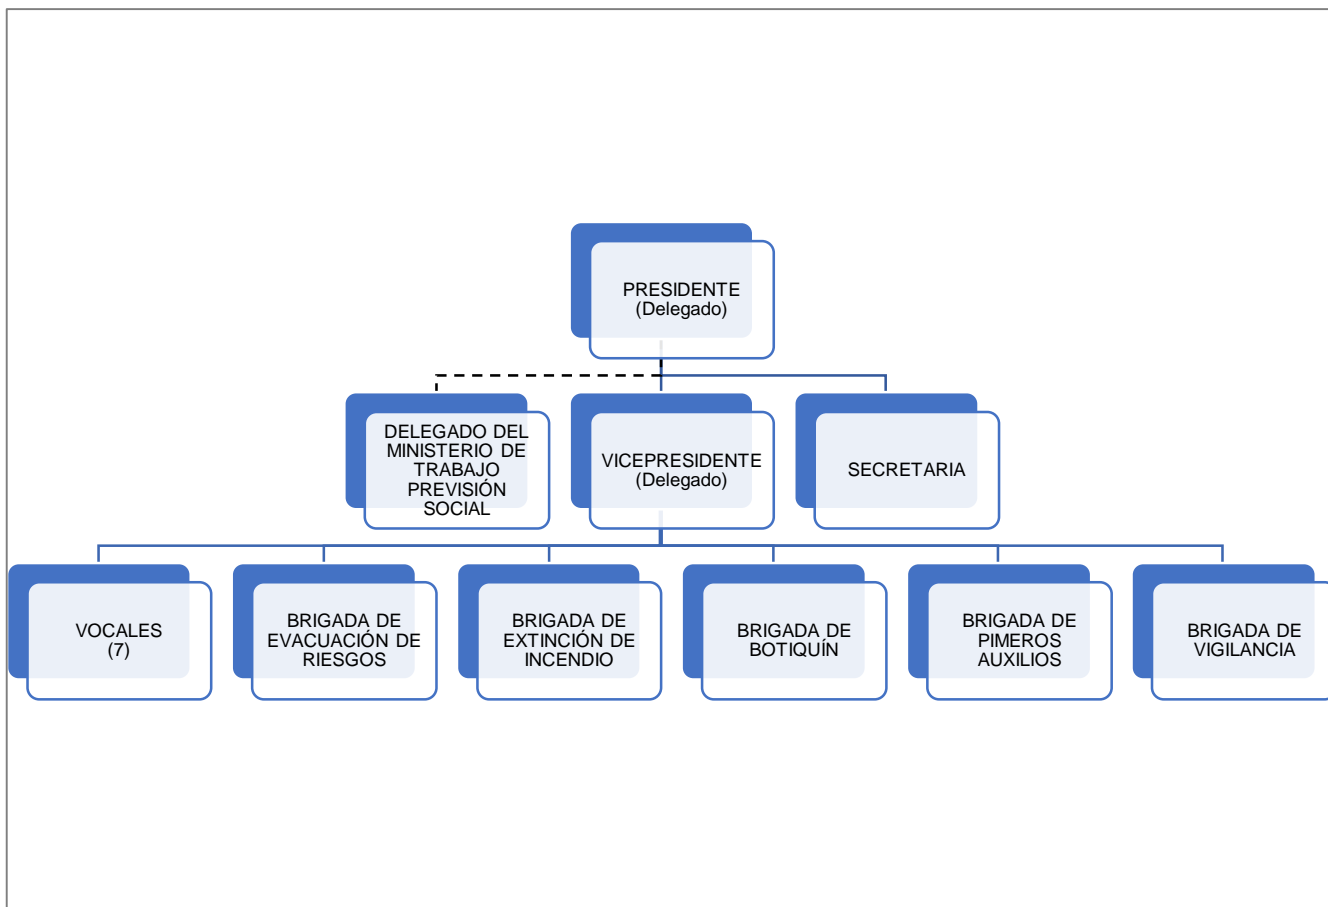 PRESIDENTE
(Delegado)
DELEGADO DEL
MINISTERIO DE
TRABAJO
PREVISIÓN
SOCIAL
VICEPRESIDENTE
(Delegado)
SECRETARIA
VOCALES
(7)
BRIGADA DE
EVACUACIÓN DE
RIESGOS
BRIGADA DE
EXTINCIÓN DE
INCENDIO
BRIGADA DE
BOTIQUÍN
BRIGADA DE
PIMEROS
AUXILIOS
BRIGADA DE
VIGILANCIA